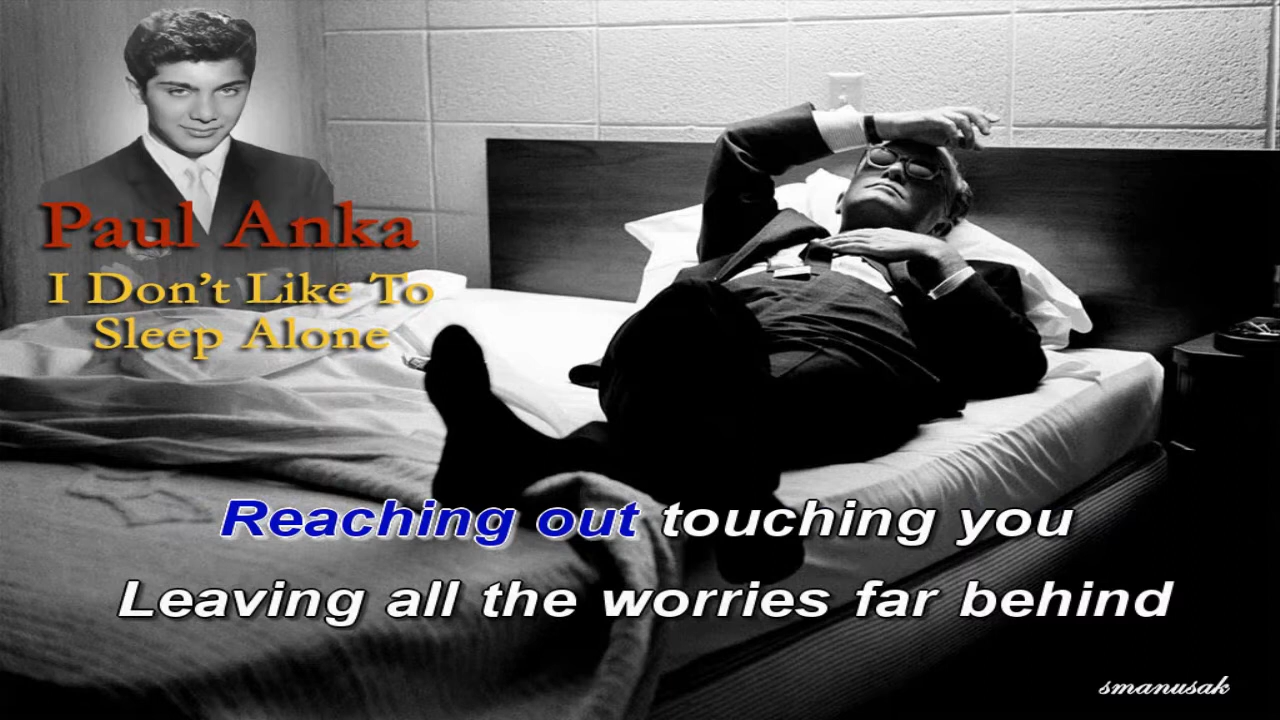 Paul Anka
I Don't Like To
Sleep Alone
Reaching out touching you
Leaving all the worries far behind
smanusak